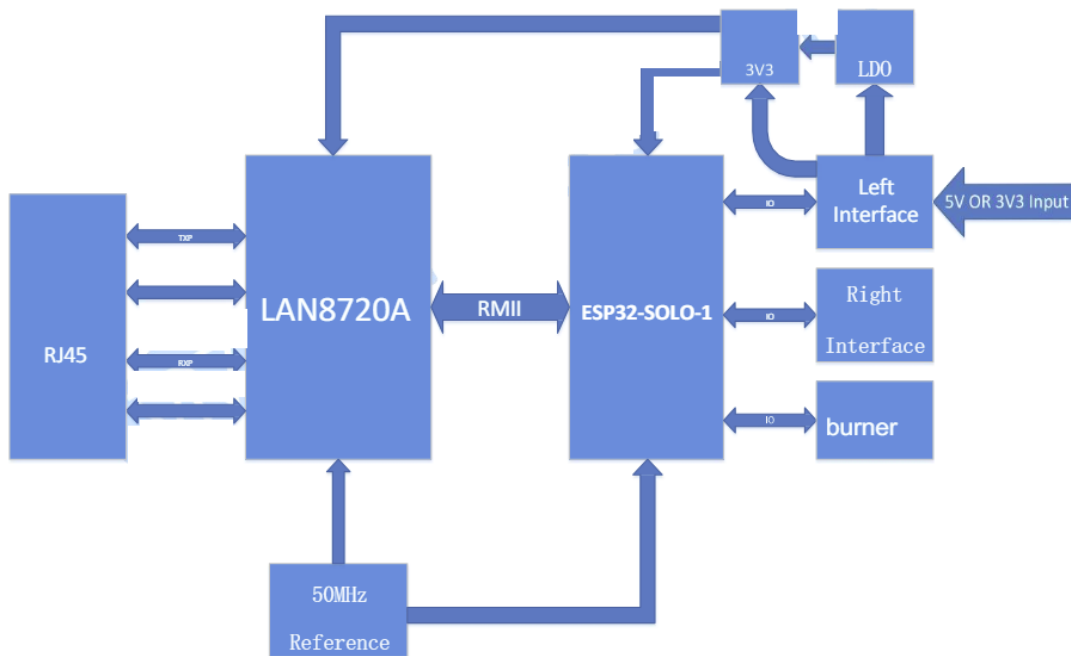 3V3
LDO
Left
Interface
5V OR 3V3 Input
IO
TXP
LAN8720A
RMII
ESP32-SOLO-1
IO
Right
Interface
RJ45
RXP
IO
burner
50MHz
Reference